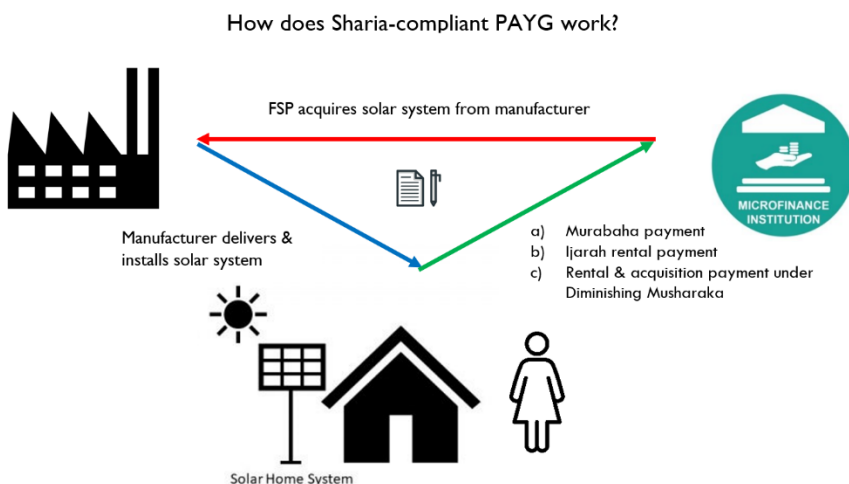 How does Sharia-compliant PAYG work?
FSP acquires solar system from manufacturer
MICROFINANCE
INSTITUTION
Manufacturer delivers &
installs solar system
a) Murabaha payment
b) Ijarah rental payment
c) Rental & acquisition payment under
Diminishing Musharaka
Solar Home System